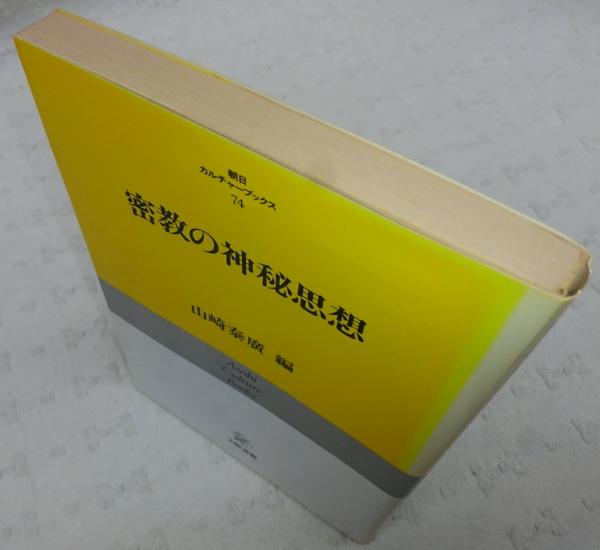 朝日
カルチャーブックス
74
密教の神秘思想
山崎泰廣 編
Asahi
Culture
Books